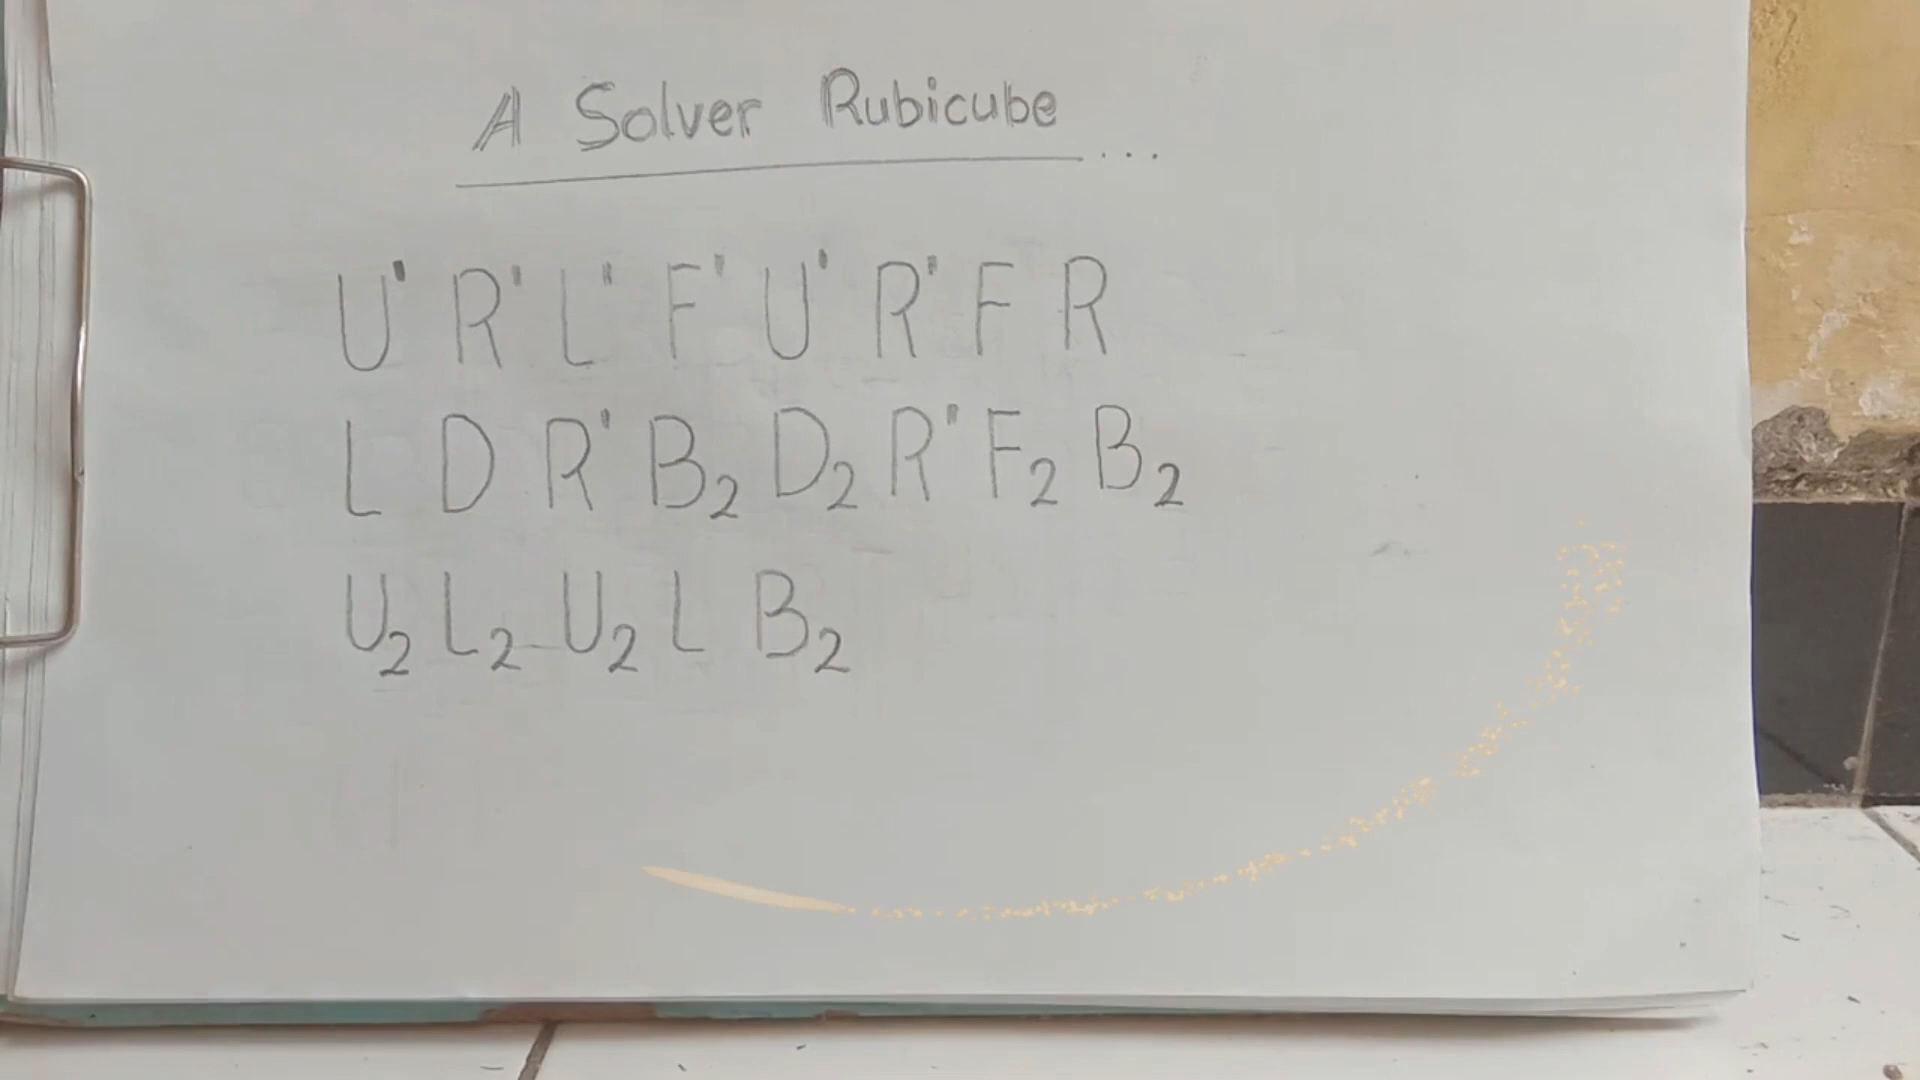 A Solver Rubicube...
U' R' L' F' U' R' F R
L D R' B2 D2 R' F2 B2
U2 L2 U2 L B2